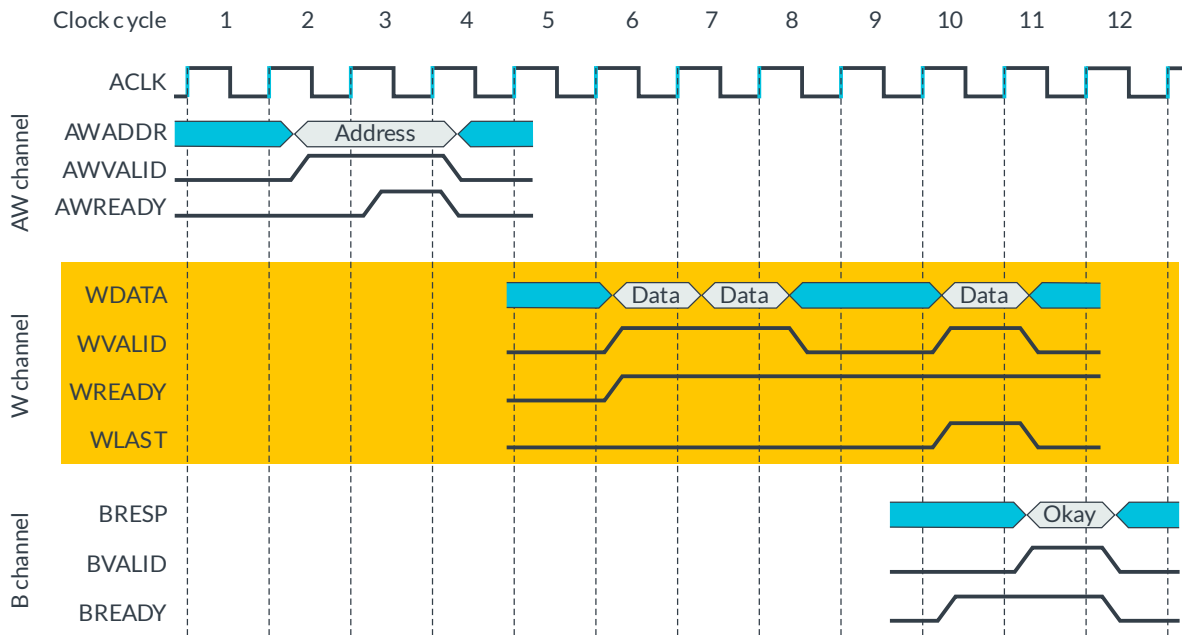 Clock cycle 1 2 3 4 5 6 7 8 9 10 11 12
ACLK
AW channel
AWADDR Address
AWVALID
AWREADY
W channel
WDATA Data Data Data
WVALID
WREADY
WLAST
B channel
BRESP Okay
BVALID
BREADY